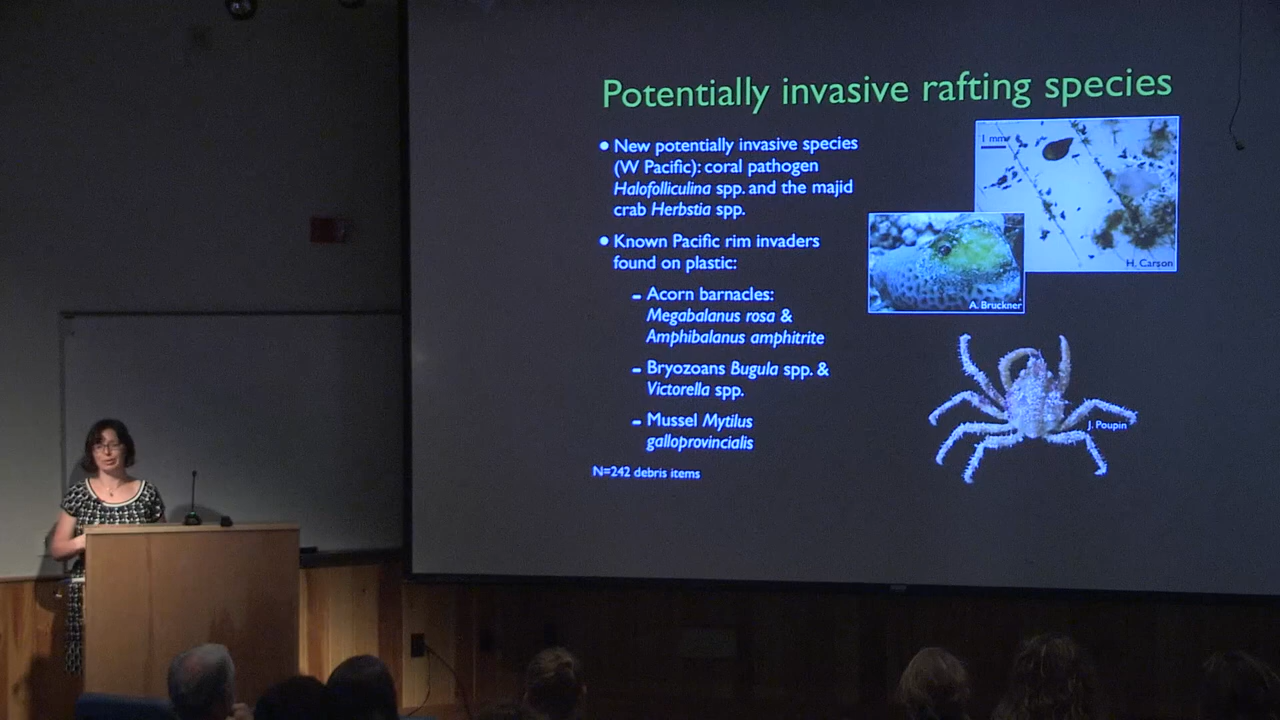 Potentially invasive rafting species
• New potentially invasive species
(W Pacific): coral pathogen
Halofolliculina spp. and the majid
crab Herbstia spp.
• Known Pacific rim invaders
found on plastic:
- Acorn barnacles:
Megabalanus rosa &
Amphibalanus amphitrite
- Bryozoans Bugula spp. &
Victorella spp.
- Mussel Mytilus
galloprovincialis
N=242 debris items
1 mm
H. Carson
A. Bruckner
J. Poupin